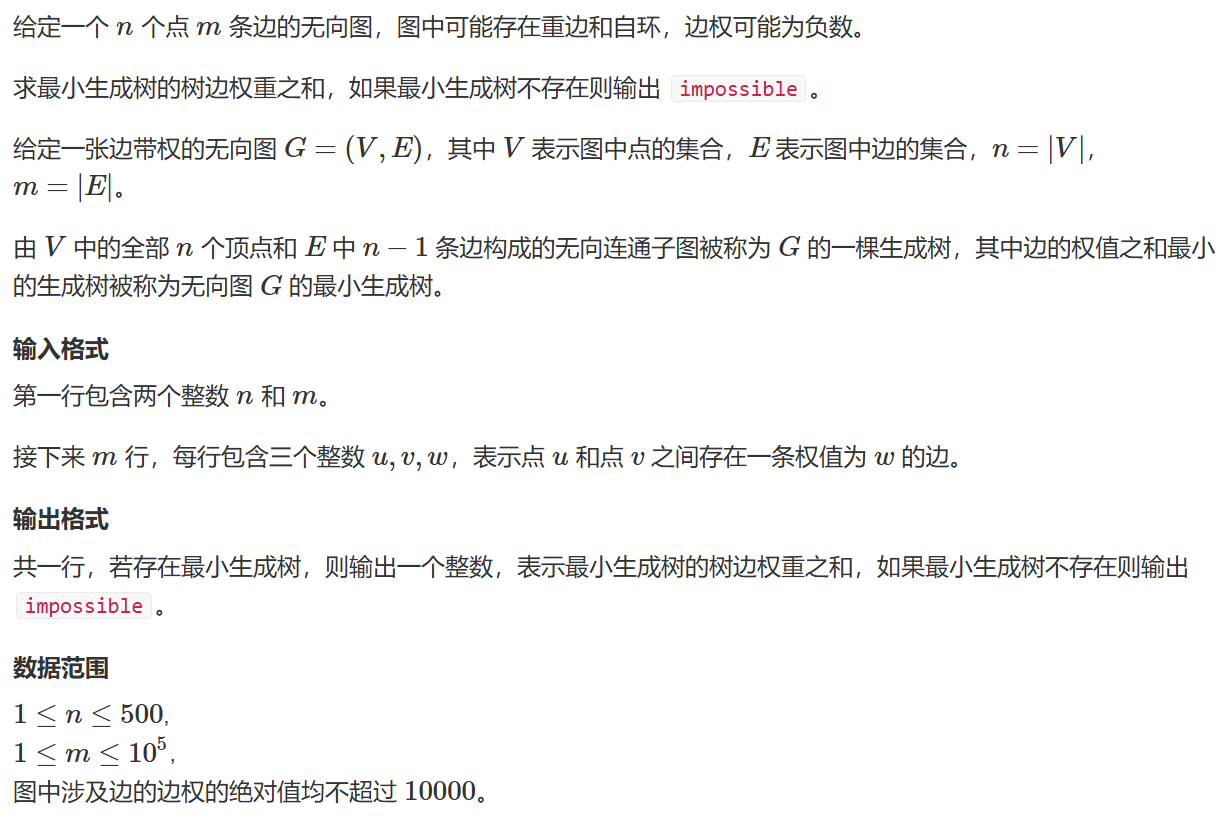 给定一个 n 个点 m 条边的无向图，图中可能存在重边和自环，边权可能为负数。
求最小生成树的树边权重之和，如果最小生成树不存在则输出 impossible 。
给定一张边带权的无向图 G = (V, E)，其中 V 表示图中点的集合，E 表示图中边的集合，n = |V|，
m = |E|。
由 V 中的全部 n 个顶点和 E 中 n − 1 条边构成的无向连通子图被称为 G 的一棵生成树，其中边的权值之和最小
的生成树被称为无向图 G 的最小生成树。
输入格式
第一行包含两个整数 n 和 m。
接下来 m 行，每行包含三个整数 u, v, w，表示点 u 和点 v 之间存在一条权值为 w 的边。
输出格式
共一行，若存在最小生成树，则输出一个整数，表示最小生成树的树边权重之和，如果最小生成树不存在则输出
impossible 。
数据范围
1 ≤ n ≤ 500,
1 ≤ m ≤ 10⁵,
图中涉及边的边权的绝对值均不超过 10000。